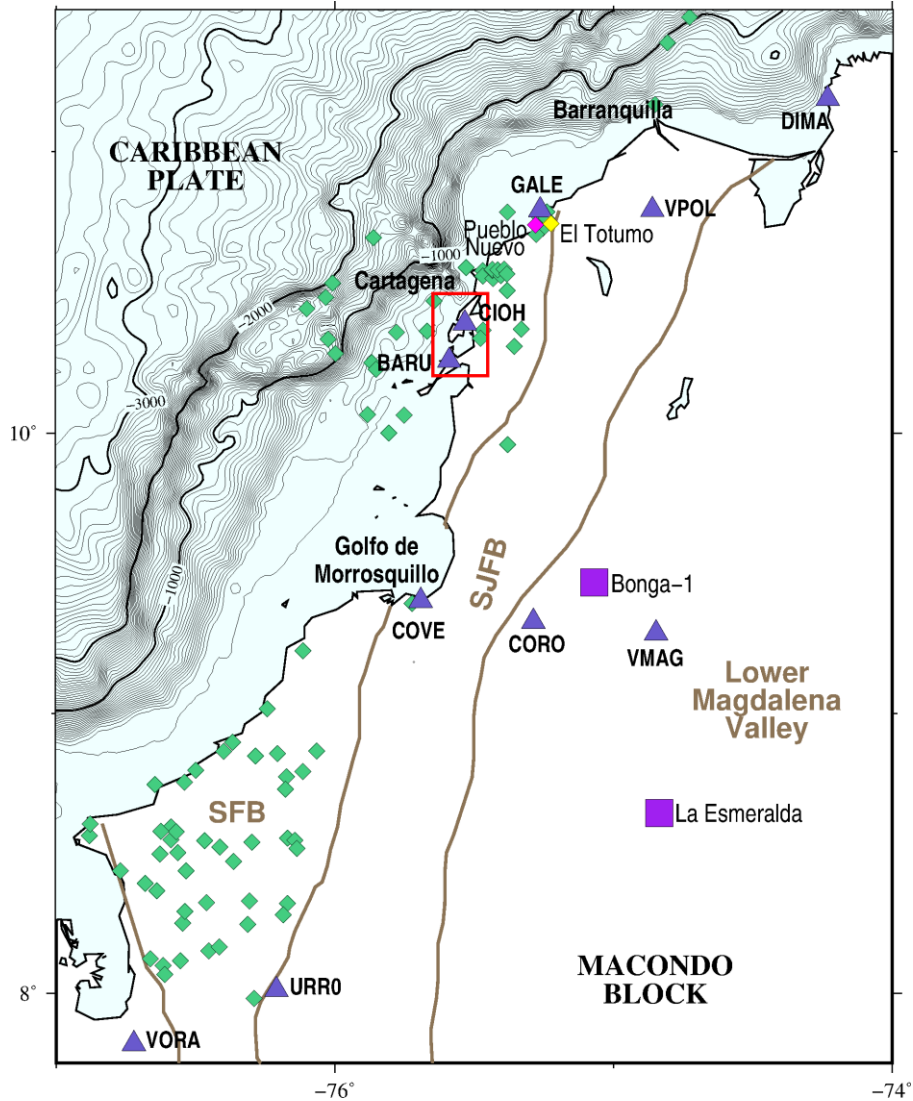 Barranquilla
DIMA
CARIBBEAN
PLATE
GALE
VPOL
Pueblo
Nuevo
El Totumo
−1000
Cartagena
CIOH
−2000
BARU
−3000
10°
Golfo de
Morrosquillo
SJFB
−1000
Bonga−1
COVE
CORO
VMAG
Lower
Magdalena
Valley
SFB
La Esmeralda
MACONDO
BLOCK
8°
URR0
VORA
−76°
−74°